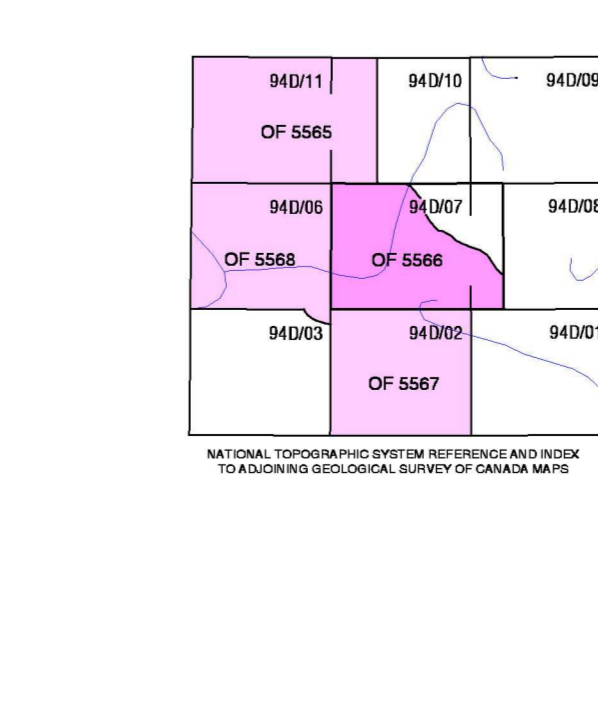 94D/11 94D/10 94D/09
OF 5565
94D/06 94D/07 94D/08
OF 5568 OF 5566
94D/03 94D/02 94D/01
OF 5567
NATIONAL TOPOGRAPHIC SYSTEM REFERENCE AND INDEX
TO ADJOINING GEOLOGICAL SURVEY OF CANADA MAPS